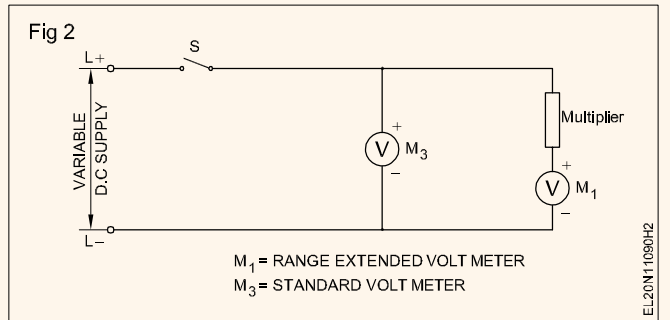 Fig 2
S
L+
VARIABLE
D.C SUPPLY
L–
+
V
M3
–
Multiplier
+
V
M1
–
M1 = RANGE EXTENDED VOLT METER
M3 = STANDARD VOLT METER
EL20N11090H2